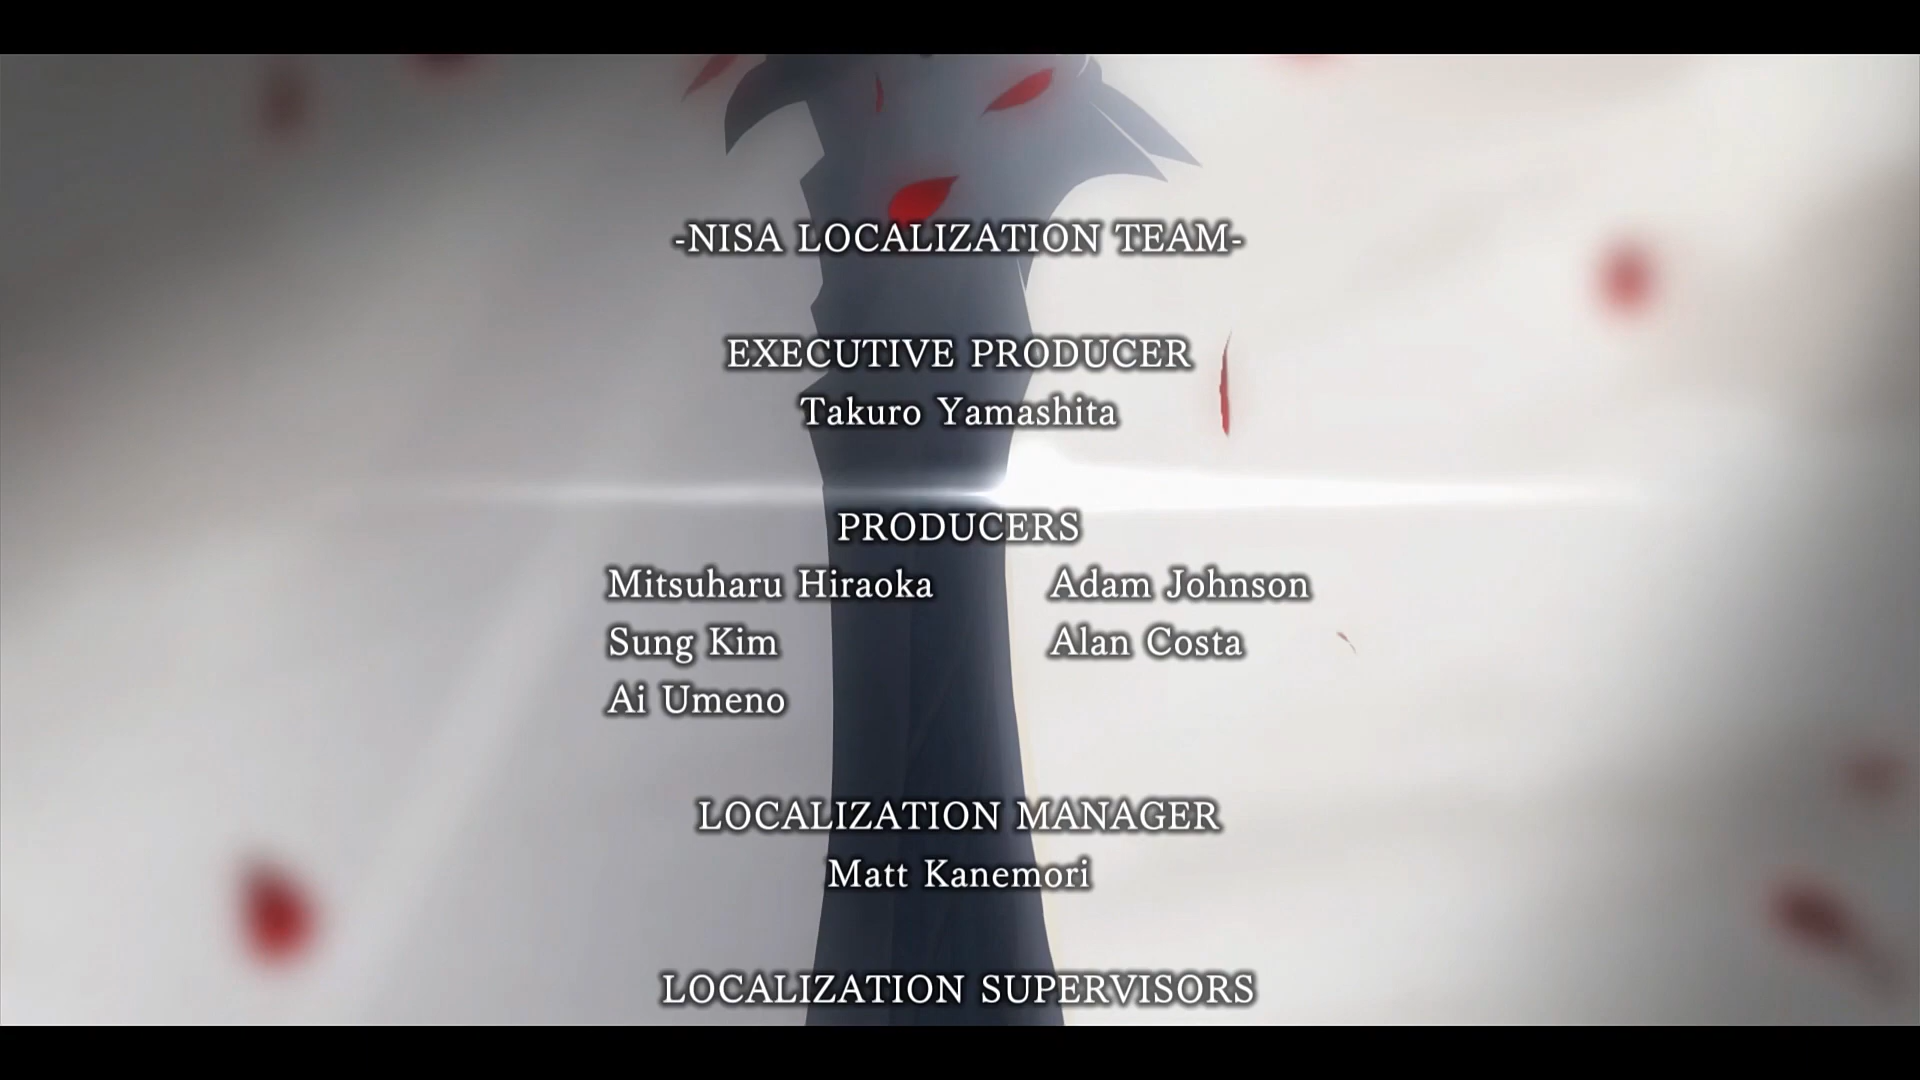 -NISA LOCALIZATION TEAM-
EXECUTIVE PRODUCER
Takuro Yamashita
PRODUCERS
Mitsuharu Hiraoka Adam Johnson
Sung Kim Alan Costa
Ai Umeno
LOCALIZATION MANAGER
Matt Kanemori
LOCALIZATION SUPERVISORS